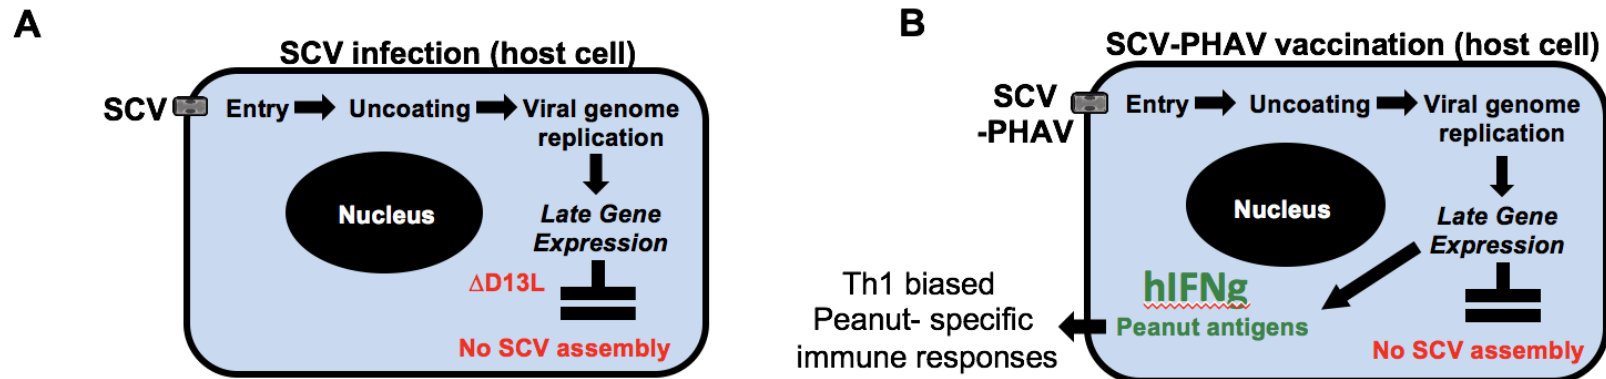 A
SCV infection (host cell)
SCV
Entry
Uncoating
Viral genome
replication
Nucleus
Late Gene
Expression
ΔD13L
No SCV assembly
B
SCV-PHAV vaccination (host cell)
SCV
-PHAV
Entry
Uncoating
Viral genome
replication
Nucleus
Late Gene
Expression
hIFNg
Peanut antigens
Th1 biased
Peanut- specific
immune responses
No SCV assembly